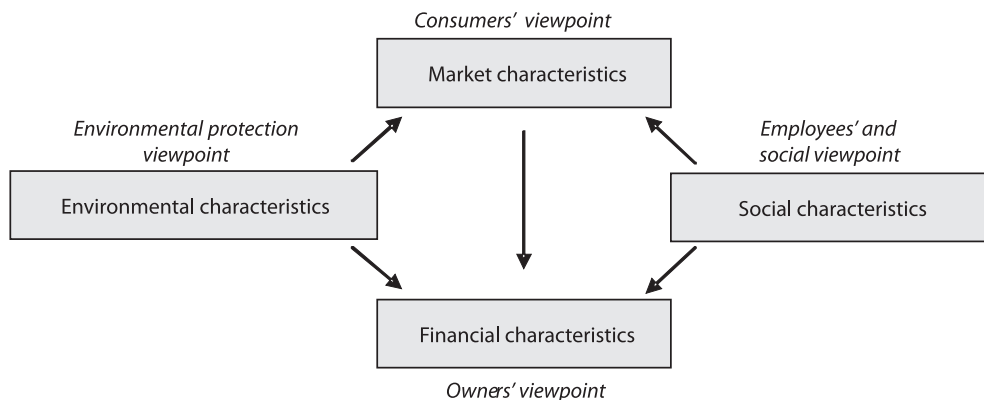 Consumers' viewpoint
Market characteristics
Environmental protection
viewpoint
Employees' and
social viewpoint
Environmental characteristics
Social characteristics
Financial characteristics
Owners' viewpoint